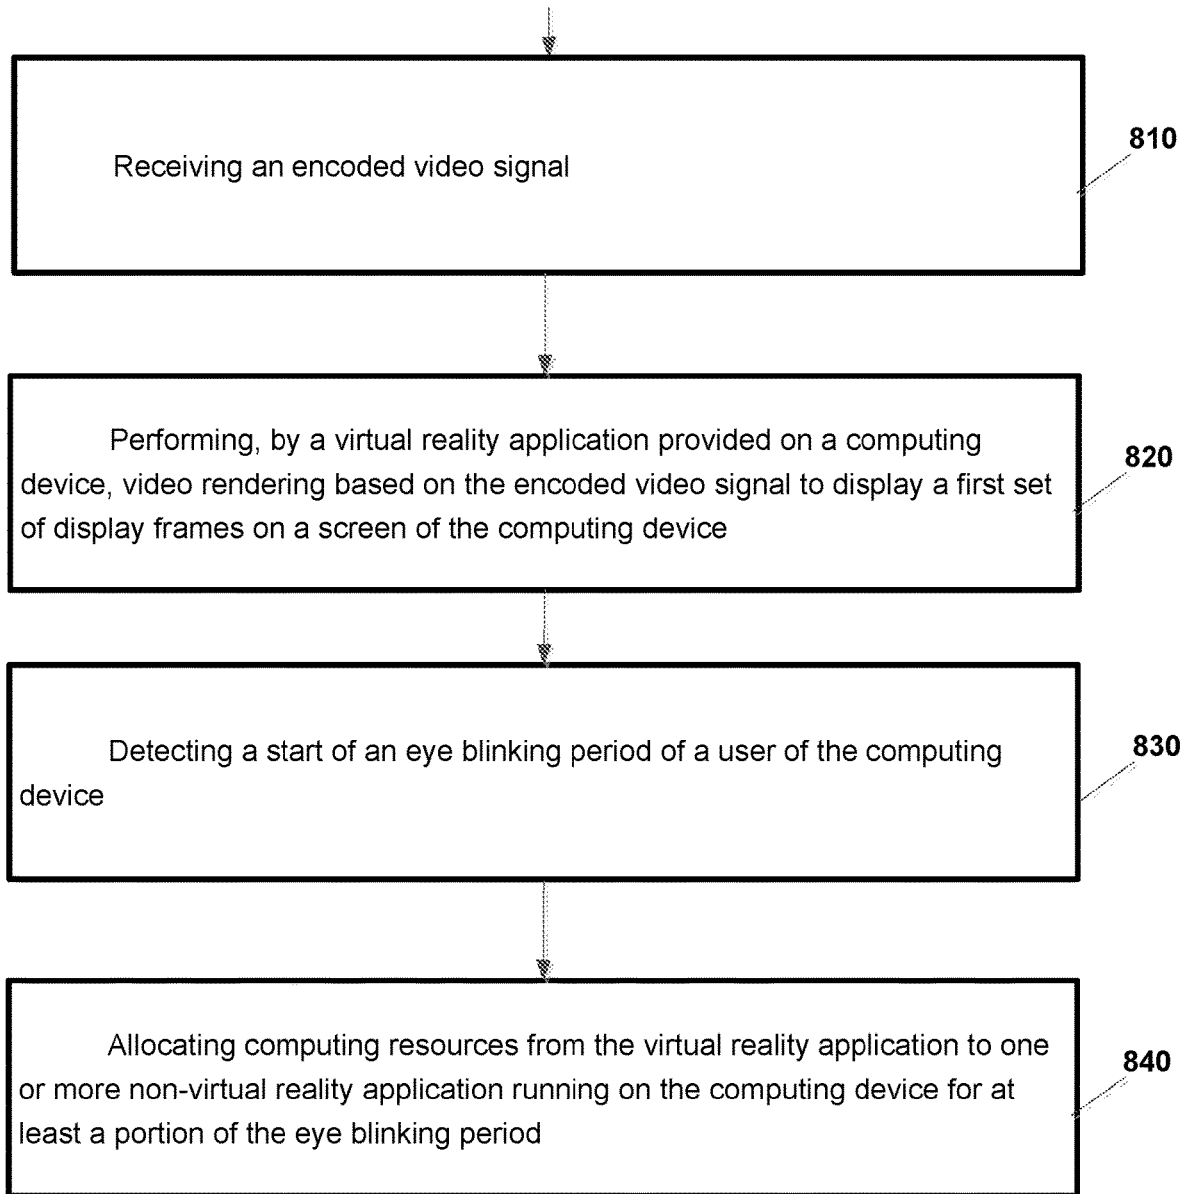 Receiving an encoded video signal
810
Performing, by a virtual reality application provided on a computing
device, video rendering based on the encoded video signal to display a first set
of display frames on a screen of the computing device
820
Detecting a start of an eye blinking period of a user of the computing
device
830
Allocating computing resources from the virtual reality application to one
or more non-virtual reality application running on the computing device for at
least a portion of the eye blinking period
840